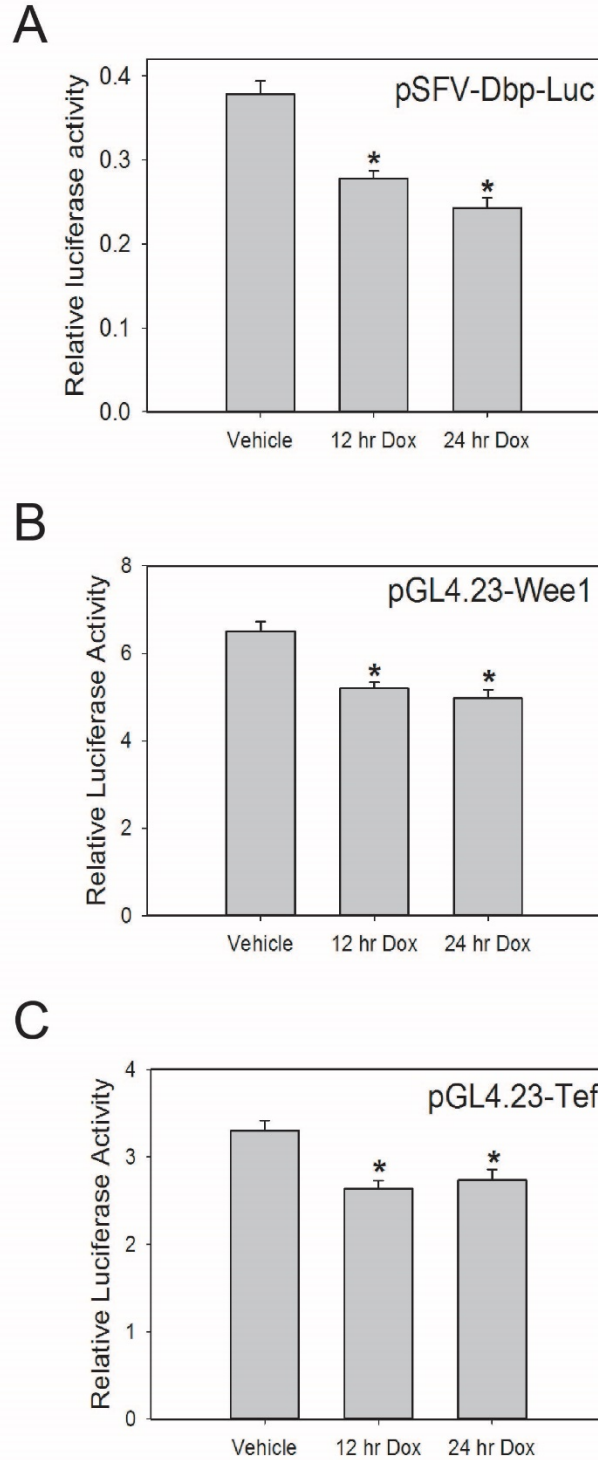 A
pSFV-Dbp-Luc
Relative luciferase activity
0.4
0.3
0.2
0.1
0.0
*
*
Vehicle 12 hr Dox 24 hr Dox
B
pGL4.23-Wee1
Relative Luciferase Activity
8
6
4
2
0
*
*
Vehicle 12 hr Dox 24 hr Dox
C
pGL4.23-Tef
Relative Luciferase Activity
4
3
2
1
0
*
*
Vehicle 12 hr Dox 24 hr Dox